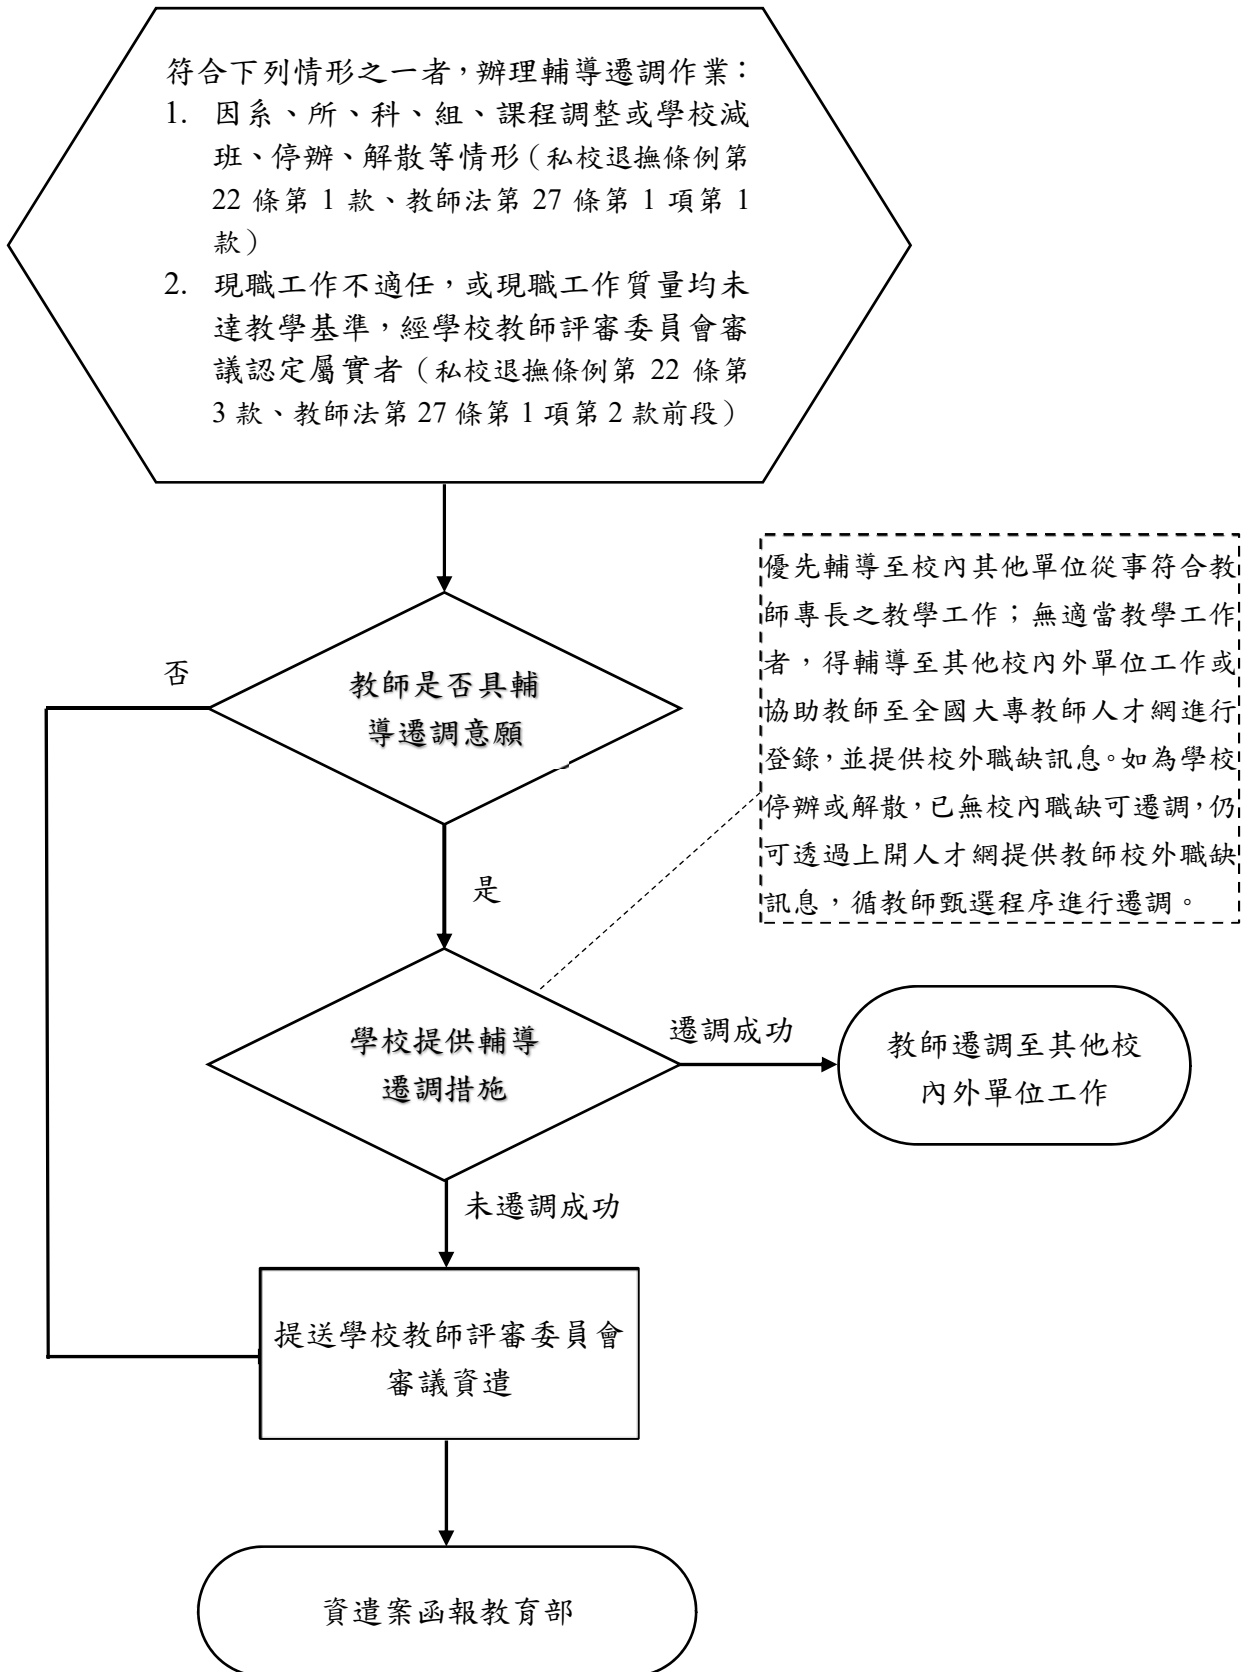 符合下列情形之一者，辦理輔導遷調作業：
1. 因系、所、科、組、課程調整或學校減
班、停辦、解散等情形（私校退撫條例第
22 條第 1 款、教師法第 27 條第 1 項第 1
款）
2. 現職工作不適任，或現職工作質量均未
達教學基準，經學校教師評審委員會審
議認定屬實者（私校退撫條例第 22 條第
3 款、教師法第 27 條第 1 項第 2 款前段）
優先輔導至校內其他單位從事符合教
師專長之教學工作；無適當教學工作
者，得輔導至其他校內外單位工作或
協助教師至全國大專教師人才網進行
登錄，並提供校外職缺訊息。如為學校
停辦或解散，已無校內職缺可遷調，仍
可透過上開人才網提供教師校外職缺
訊息，循教師甄選程序進行遷調。
否
教師是否具輔
導遷調意願
是
學校提供輔導
遷調措施
遷調成功
教師遷調至其他校
內外單位工作
未遷調成功
提送學校教師評審委員會
審議資遣
資遣案函報教育部